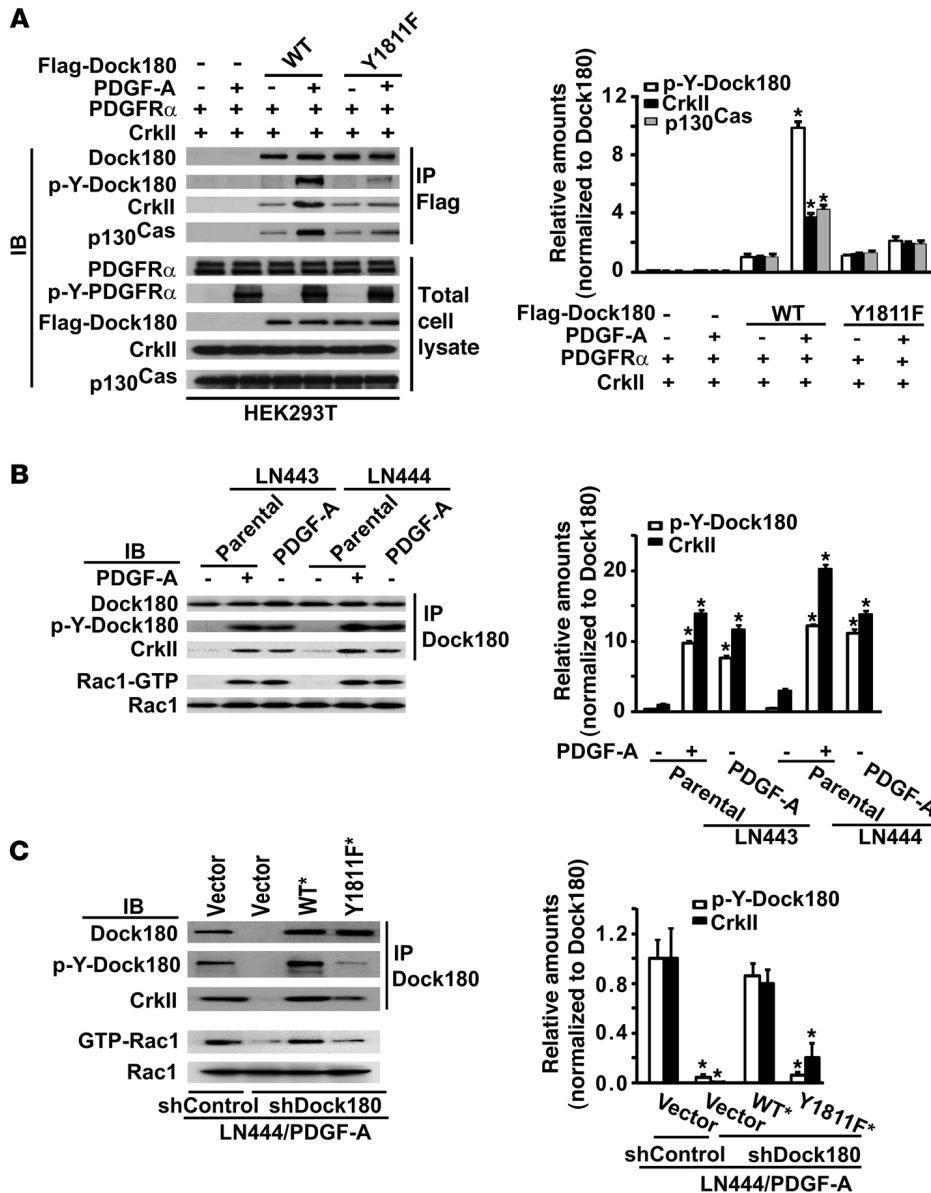 A
Flag-Dock180 - - WT Y1811F
PDGF-A - + - + - +
PDGFRα + + + + + +
CrkII + + + + + +
IB
Dock180
p-Y-Dock180
CrkII
p130Cas
IP
Flag
PDGFRα
p-Y-PDGFRα
Flag-Dock180
CrkII
p130Cas
Total
cell
lysate
HEK293T
Relative amounts
(normalized to Dock180)
p-Y-Dock180
CrkII
p130Cas
12
8
4
0
* * *
Flag-Dock180 - - WT Y1811F
PDGF-A - + - + - +
PDGFRα + + + + + +
CrkII + + + + + +
B
LN443 LN444
Parental PDGF-A Parental PDGF-A
IB
PDGF-A - + - - + -
Dock180
p-Y-Dock180
CrkII
IP
Dock180
Rac1-GTP
Rac1
Relative amounts
(normalized to Dock180)
p-Y-Dock180
CrkII
20
10
0
* * * * * * * *
PDGF-A - + - - + -
Parental PDGF-A Parental PDGF-A
LN443 LN444
C
Vector Vector WT* Y1811F*
IB
Dock180
p-Y-Dock180
CrkII
IP
Dock180
GTP-Rac1
Rac1
shControl shDock180
LN444/PDGF-A
Relative amounts
(normalized to Dock180)
p-Y-Dock180
CrkII
1.2
0.8
0.4
0.0
* * * *
Vector Vector WT* Y1811F*
shControl shDock180
LN444/PDGF-A